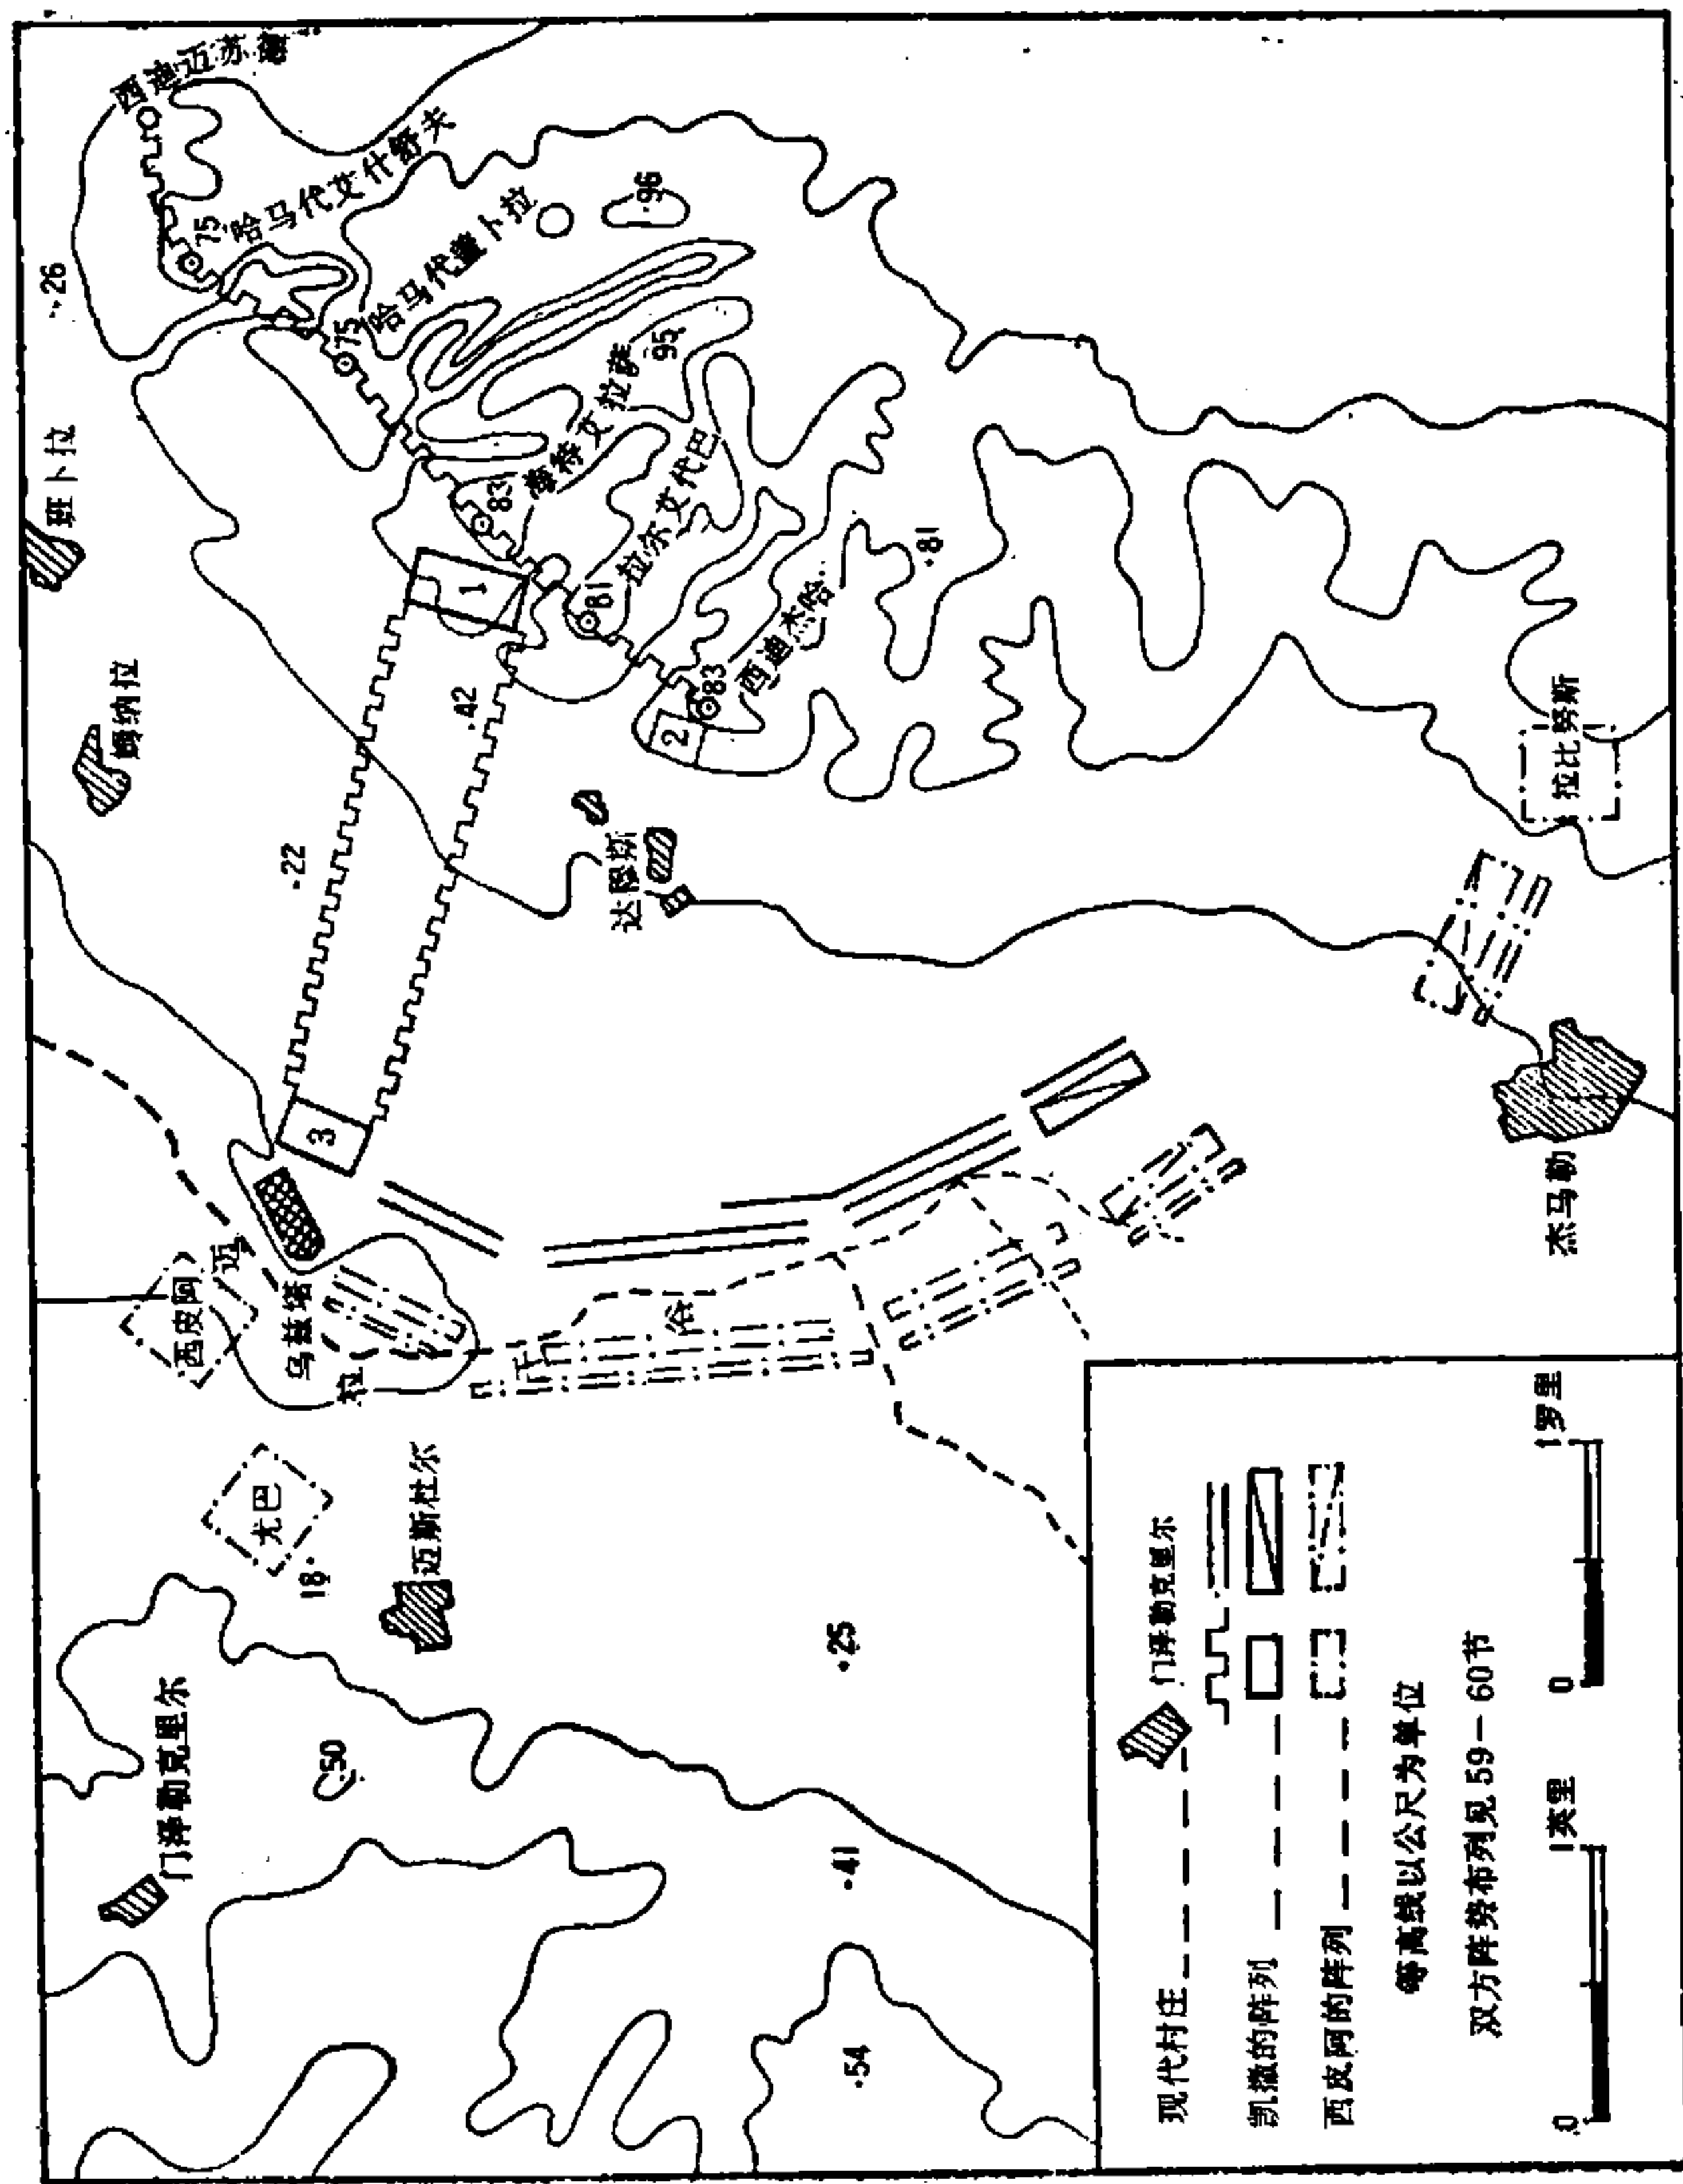 门泽勒克里尔
50
尤巴
18
迈斯杜尔
西皮阿
迈
乌兹塔
拉
谷
3
22
姆纳拉
班卜拉
26
西迪迈苏
75
哈马代艾什舒夫
75
哈马代
卜拉
96
95
83
艾拉萨
81
拉尔艾代巴
1
42
2
83
西迪杰哈
81
达穆斯
拉比努斯
杰马勒
25
41
54
现代村庄
门泽勒克里尔
凯撒的阵列
西皮阿的阵列
等高线以公尺为单位
双方阵势布列见59—60节
0
1英里
0
1罗里